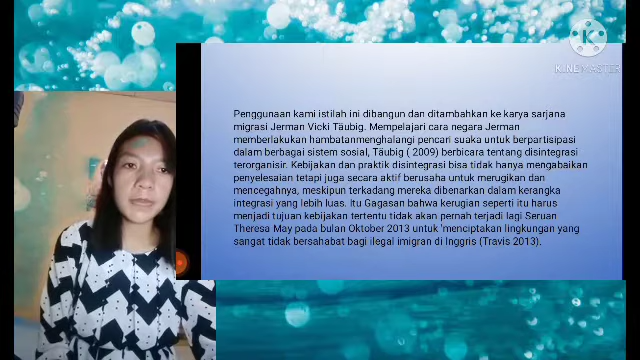 KINEMASTER
Penggunaan kami istilah ini dibangun dan ditambahkan ke karya sarjana
migrasi Jerman Vicki Täubig. Mempelajari cara negara Jerman
memberlakukan hambatanmenghalangi pencari suaka untuk berpartisipasi
dalam berbagai sistem sosial, Täubig ( 2009) berbicara tentang disintegrasi
terorganisir. Kebijakan dan praktik disintegrasi bisa tidak hanya mengabaikan
penyelesaian tetapi juga secara aktif berusaha untuk merugikan dan
mencegahnya, meskipun terkadang mereka dibenarkan dalam kerangka
integrasi yang lebih luas. Itu Gagasan bahwa kerugian seperti itu harus
menjadi tujuan kebijakan tertentu tidak akan pernah terjadi lagi Seruan
Theresa May pada bulan Oktober 2013 untuk 'menciptakan lingkungan yang
sangat tidak bersahabat bagi ilegal imigran di Inggris (Travis 2013).